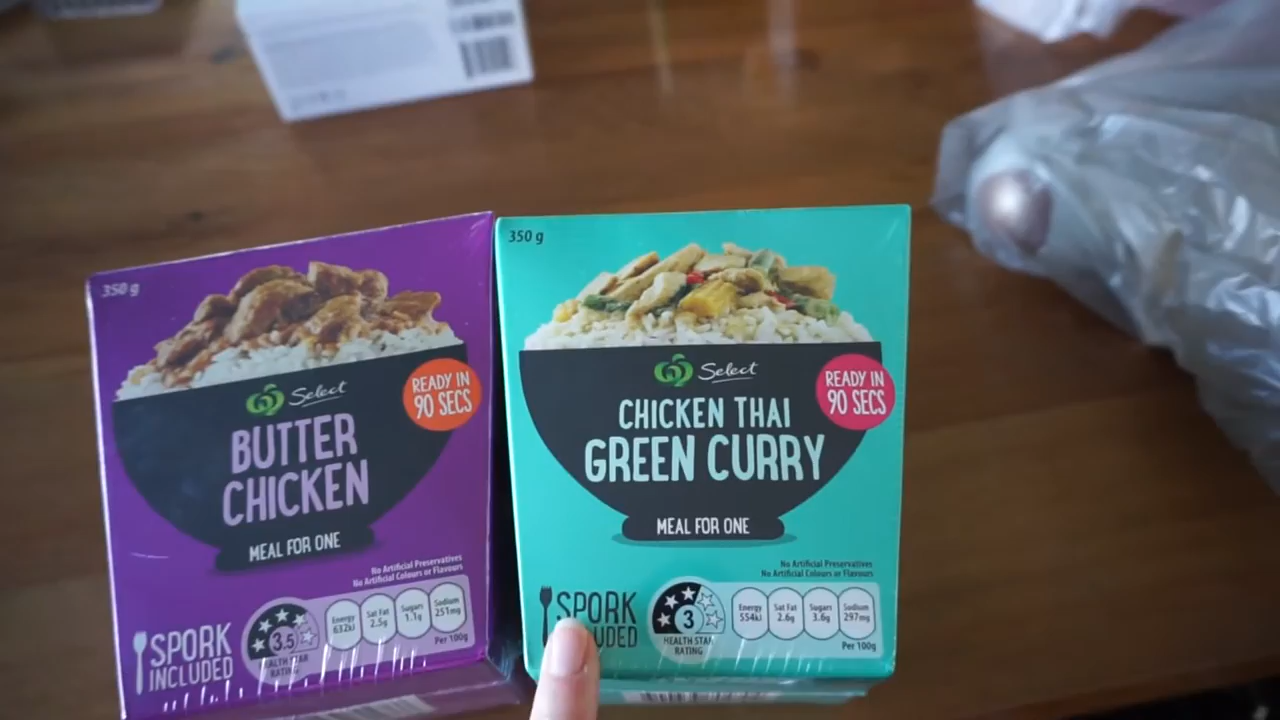 350 g
Select
READY IN
90 SECS
BUTTER
CHICKEN
MEAL FOR ONE
No Artificial Preservatives
No Artificial Colours or Flavours
SPORK
INCLUDED
3.5
HEALTH STAR
RATING
Energy
632kJ
Sat Fat
2.5g
Sugars
1.1g
Sodium
251mg
Per 100g
350 g
Select
READY IN
90 SECS
CHICKEN THAI
GREEN CURRY
MEAL FOR ONE
No Artificial Preservatives
No Artificial Colours or Flavours
SPORK
UDED
3
HEALTH STAR
RATING
Energy
554kJ
Sat Fat
2.6g
Sugars
3.6g
Sodium
297mg
Per 100g